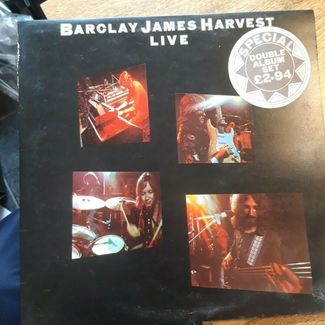 BARCLAY JAMES HARVEST
LIVE
SPECIAL
DOUBLE
ALBUM
SET
£2·94